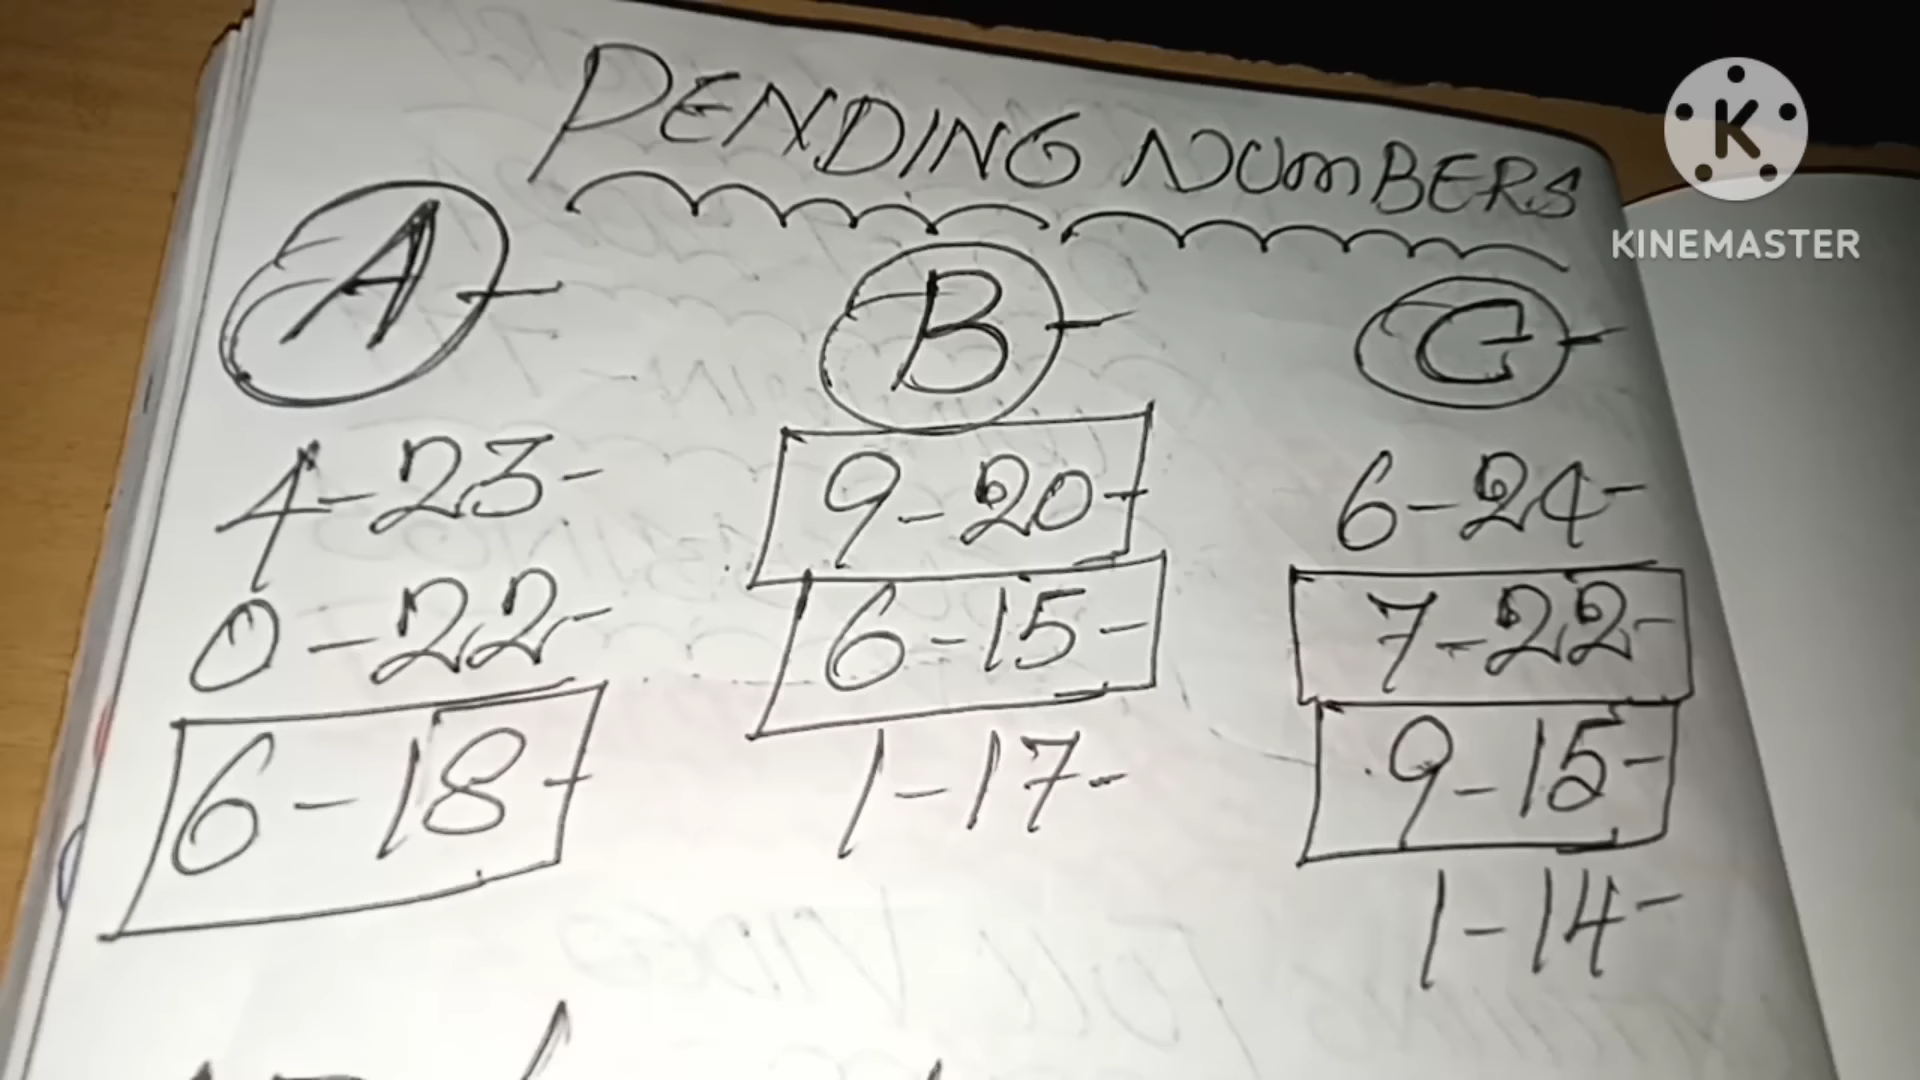 PENDING NUMBERS
K
KINEMASTER
A- B- C-
4-23- 9-20- 6-24-
0-22- 6-15- 7-22-
6-18- 1-17- 9-15-
1-14-